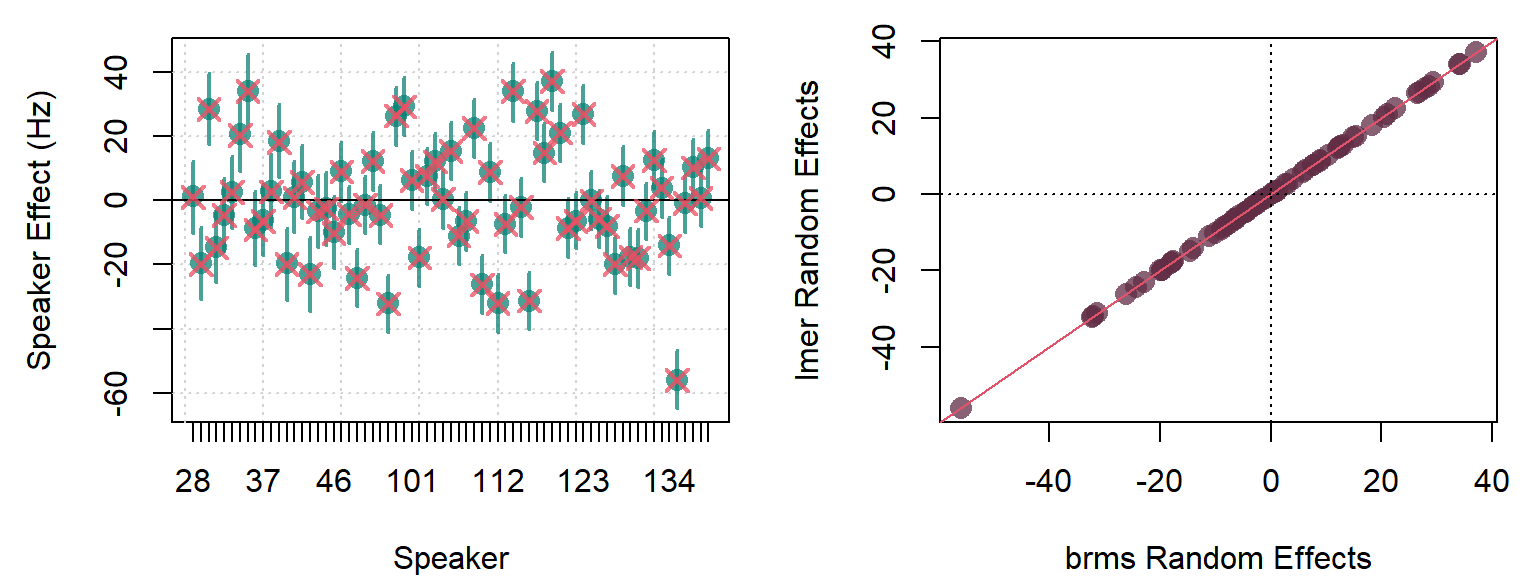 Speaker Effect (Hz)
40
20
0
-20
-60
28 37 46 101 112 123 134
Speaker
lmer Random Effects
40
20
0
-20
-40
-40 -20 0 20 40
brms Random Effects